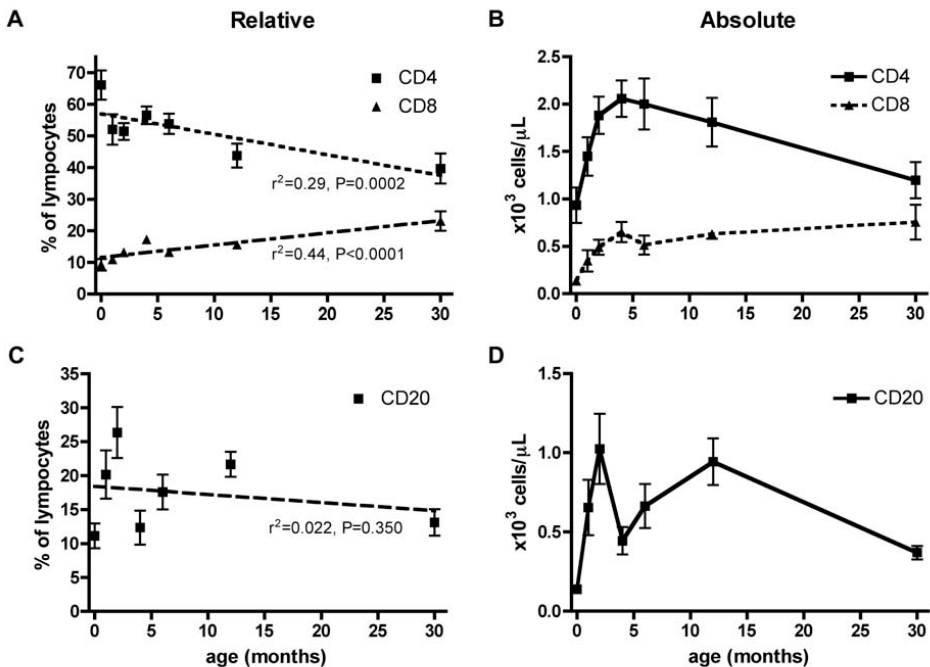 A
Relative
% of lympocytes
70
60
50
40
30
20
10
0
CD4
CD8
r²=0.29, P=0.0002
r²=0.44, P<0.0001
0 5 10 15 20 25 30
B
Absolute
x10³ cells/μL
2.5
2.0
1.5
1.0
0.5
0.0
CD4
CD8
0 5 10 15 20 25 30
C
% of lympocytes
35
30
25
20
15
10
5
0
CD20
r²=0.022, P=0.350
0 5 10 15 20 25 30
age (months)
D
x10³ cells/μL
1.5
1.0
0.5
0.0
CD20
0 5 10 15 20 25 30
age (months)